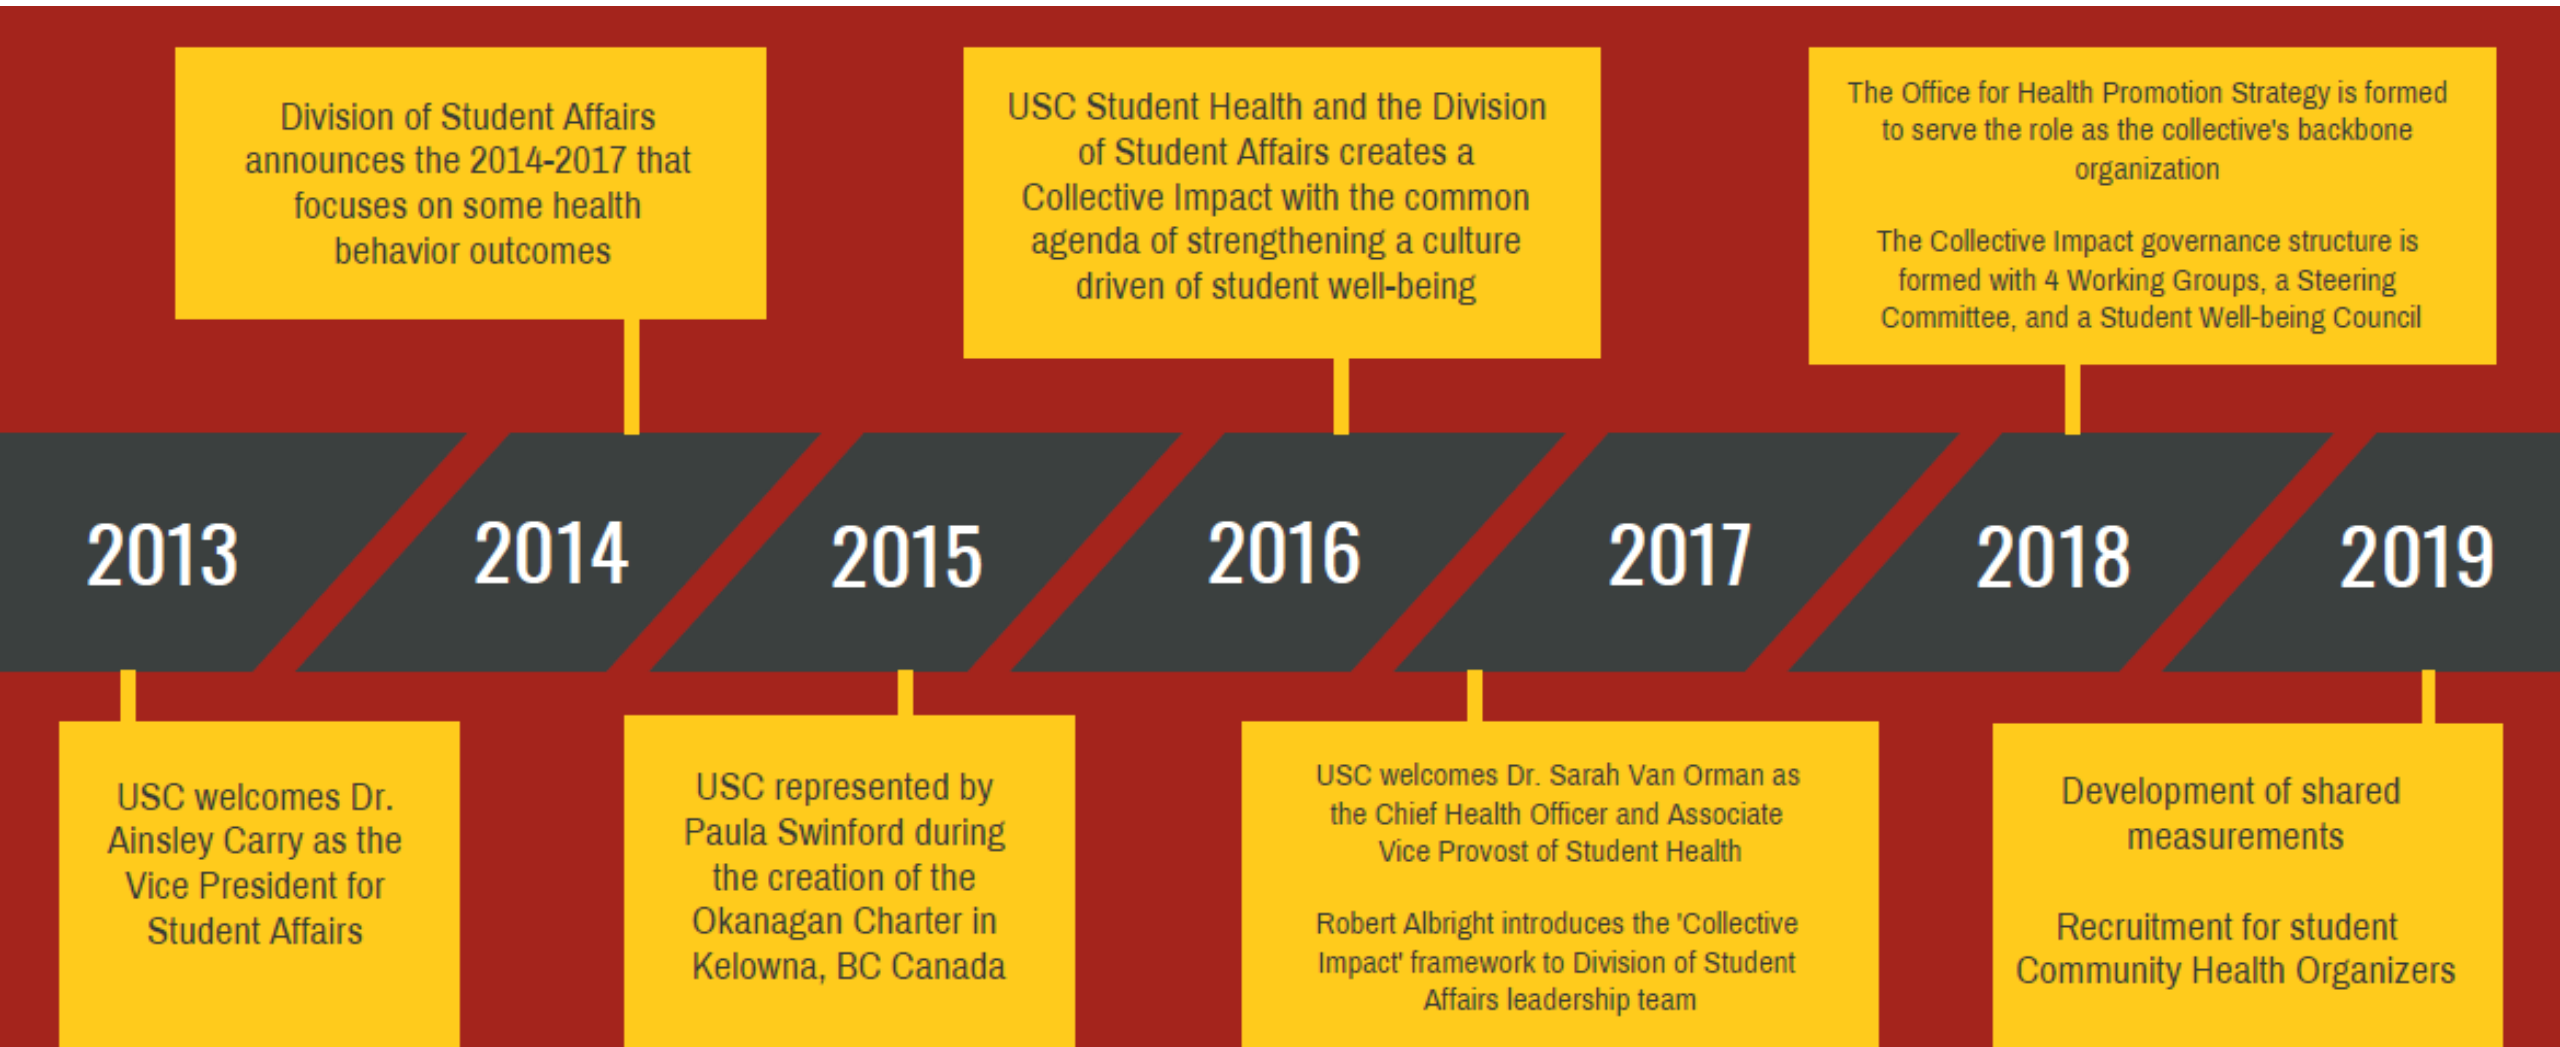 Division of Student Affairs
announces the 2014-2017 that
focuses on some health
behavior outcomes
USC Student Health and the Division
of Student Affairs creates a
Collective Impact with the common
agenda of strengthening a culture
driven of student well-being
The Office for Health Promotion Strategy is formed
to serve the role as the collective's backbone
organization
The Collective Impact governance structure is
formed with 4 Working Groups, a Steering
Committee, and a Student Well-being Council
2013
2014
2015
2016
2017
2018
2019
USC welcomes Dr.
Ainsley Carry as the
Vice President for
Student Affairs
USC represented by
Paula Swinford during
the creation of the
Okanagan Charter in
Kelowna, BC Canada
USC welcomes Dr. Sarah Van Orman as
the Chief Health Officer and Associate
Vice Provost of Student Health
Robert Albright introduces the 'Collective
Impact' framework to Division of Student
Affairs leadership team
Development of shared
measurements
Recruitment for student
Community Health Organizers